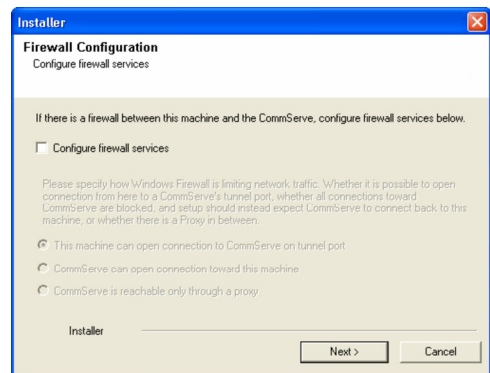 Installer
Firewall Configuration
Configure firewall services
If there is a firewall between this machine and the CommServe, configure firewall services below.
Configure firewall services
Please specify how Windows Firewall is limiting network traffic. Whether it is possible to open
connection from here to a CommServe's tunnel port, whether all connections toward
CommServe are blocked, and setup should instead expect CommServe to connect back to this
machine, or whether there is a Proxy in between.
This machine can open connection to CommServe on tunnel port
CommServe can open connection toward this machine
CommServe is reachable only through a proxy
Installer
Next >
Cancel